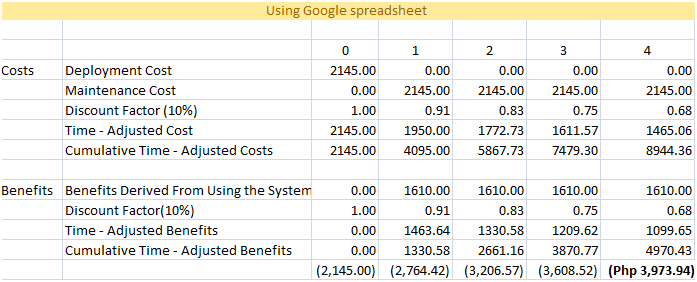 Using Google spreadsheet
0 1 2 3 4
Costs Deployment Cost 2145.00 0.00 0.00 0.00 0.00
Maintenance Cost 0.00 2145.00 2145.00 2145.00 2145.00
Discount Factor (10%) 1.00 0.91 0.83 0.75 0.68
Time - Adjusted Cost 2145.00 1950.00 1772.73 1611.57 1465.06
Cumulative Time - Adjusted Costs 2145.00 4095.00 5867.73 7479.30 8944.36
Benefits Benefits Derived From Using the System 0.00 1610.00 1610.00 1610.00 1610.00
Discount Factor(10%) 1.00 0.91 0.83 0.75 0.68
Time - Adjusted Benefits 0.00 1463.64 1330.58 1209.62 1099.65
Cumulative Time - Adjusted Benefits 0.00 1330.58 2661.16 3870.77 4970.43
(2,145.00) (2,764.42) (3,206.57) (3,608.52) (Php 3,973.94)